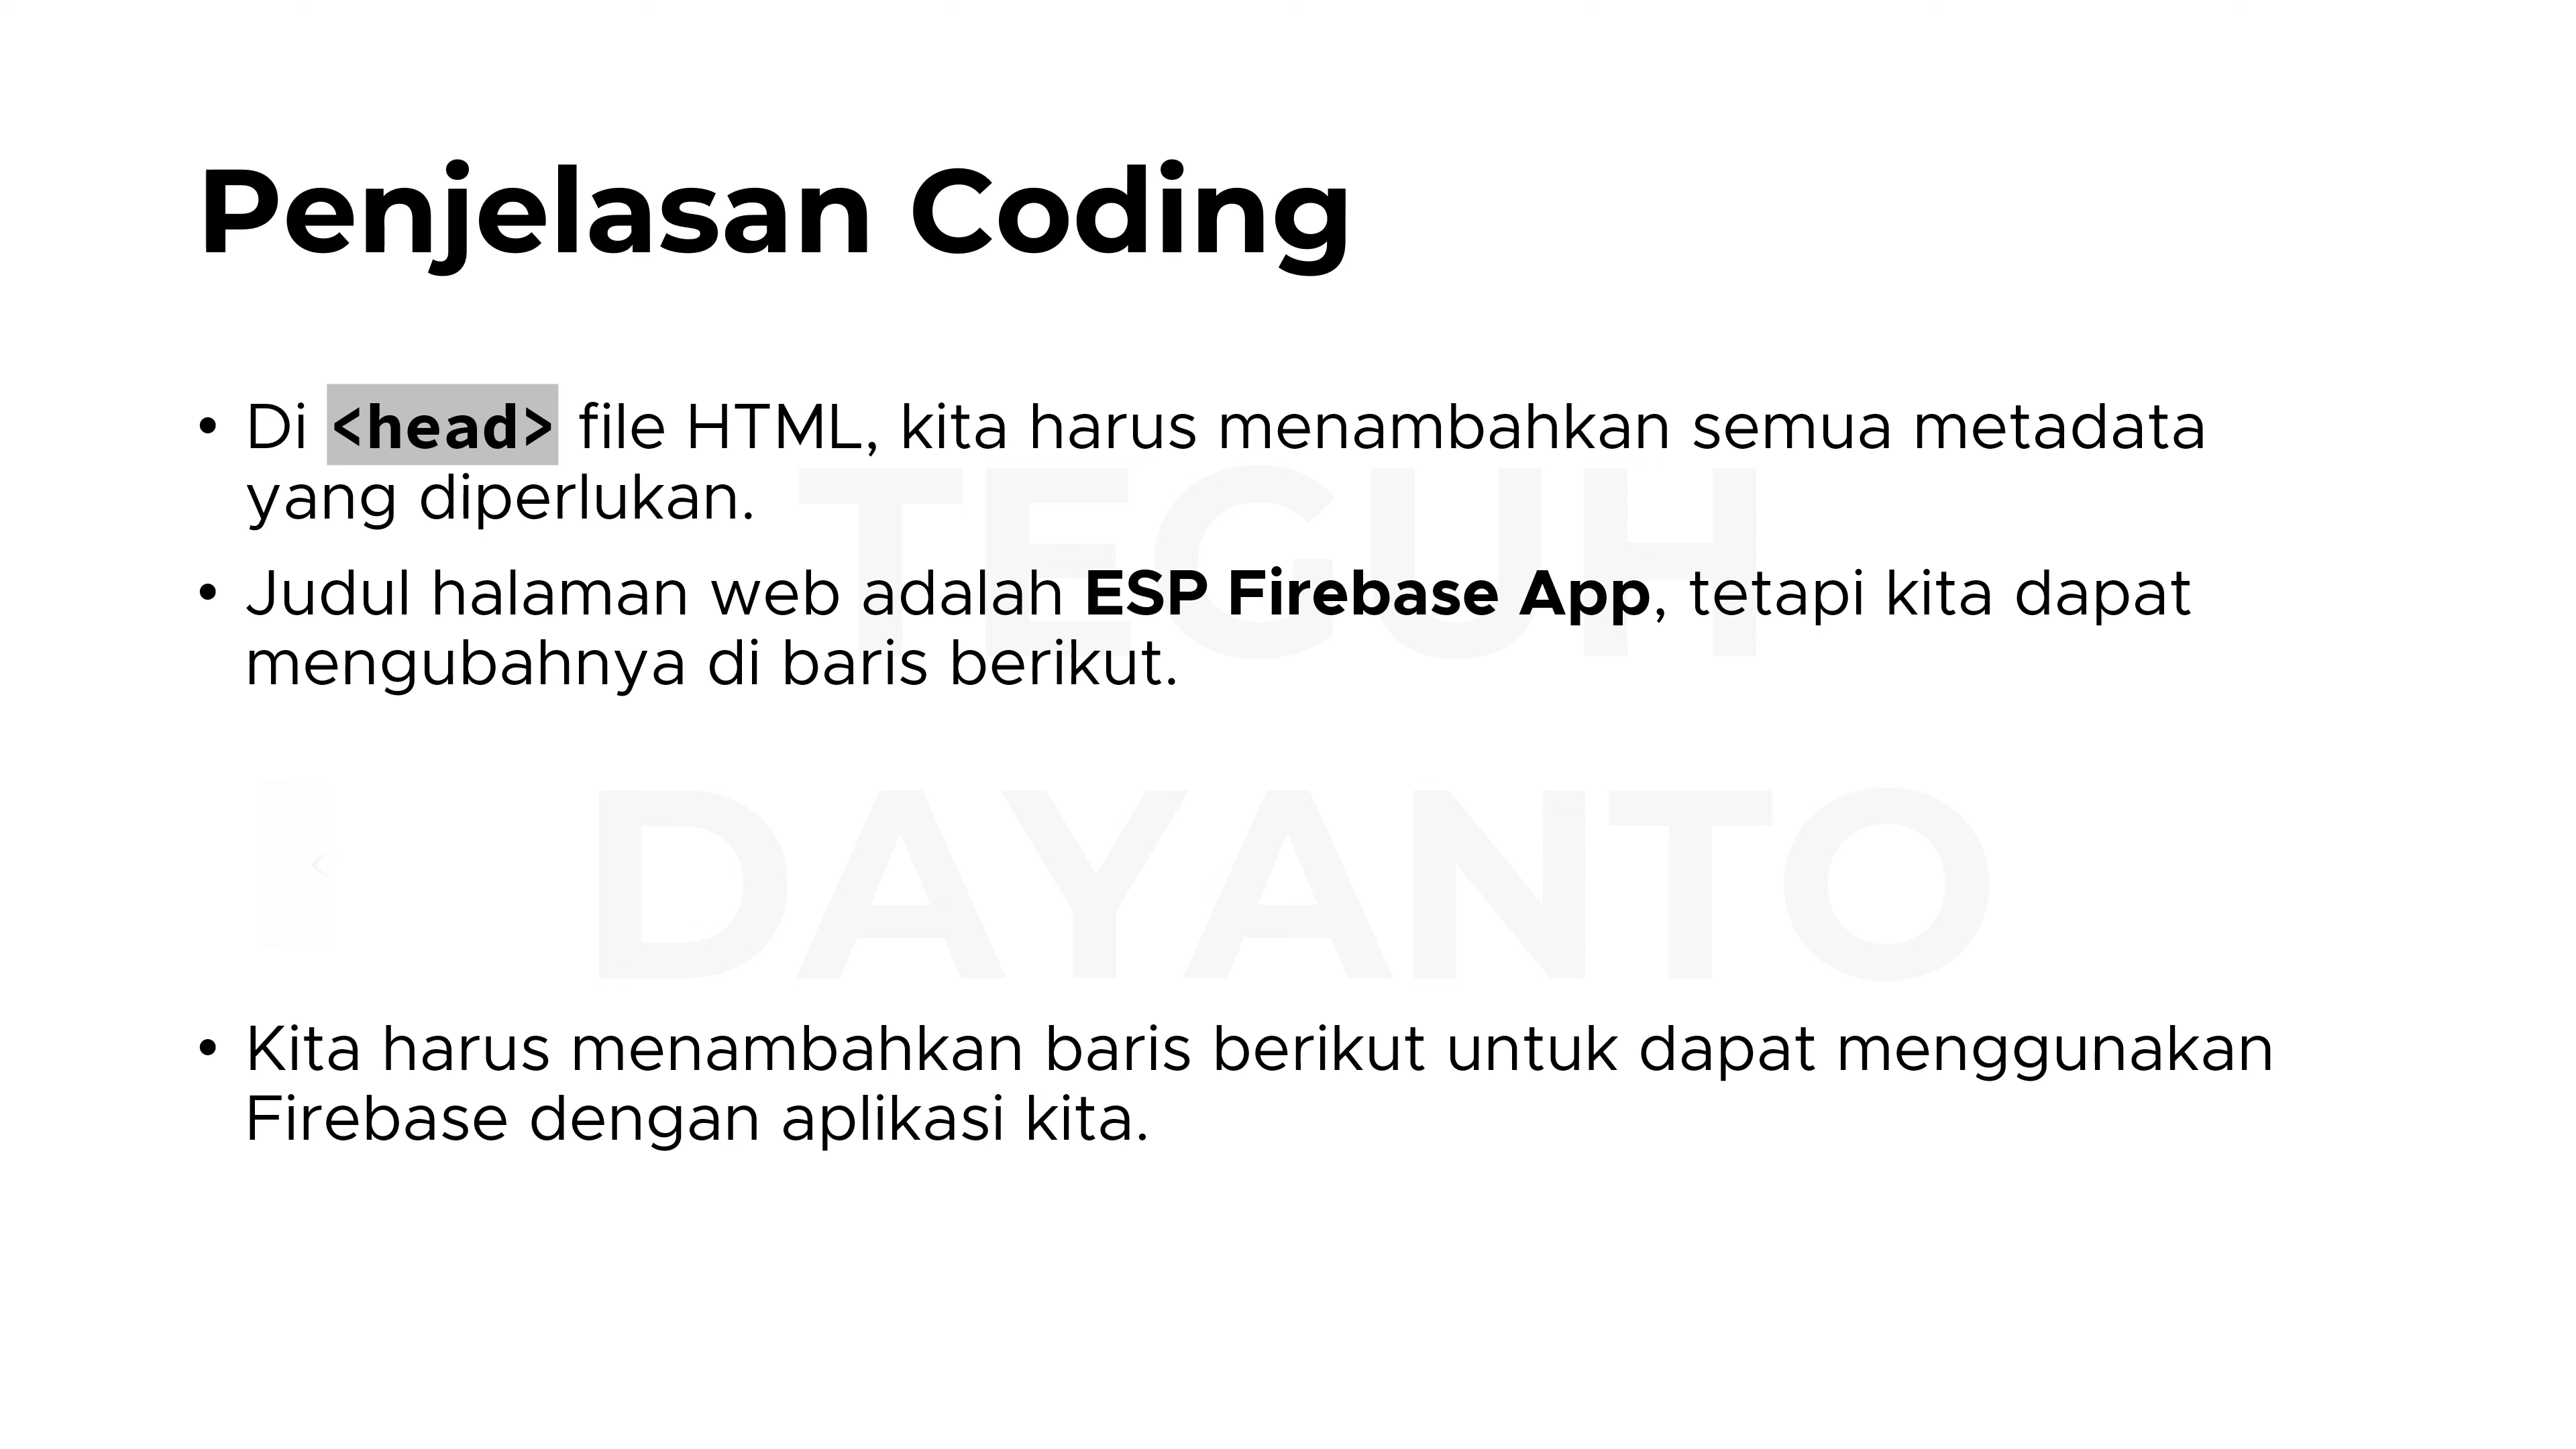 Penjelasan Coding
• Di <head> file HTML, kita harus menambahkan semua metadata
yang diperlukan.
• Judul halaman web adalah ESP Firebase App, tetapi kita dapat
mengubahnya di baris berikut.
TEGUH
<
DAYANTO
• Kita harus menambahkan baris berikut untuk dapat menggunakan
Firebase dengan aplikasi kita.